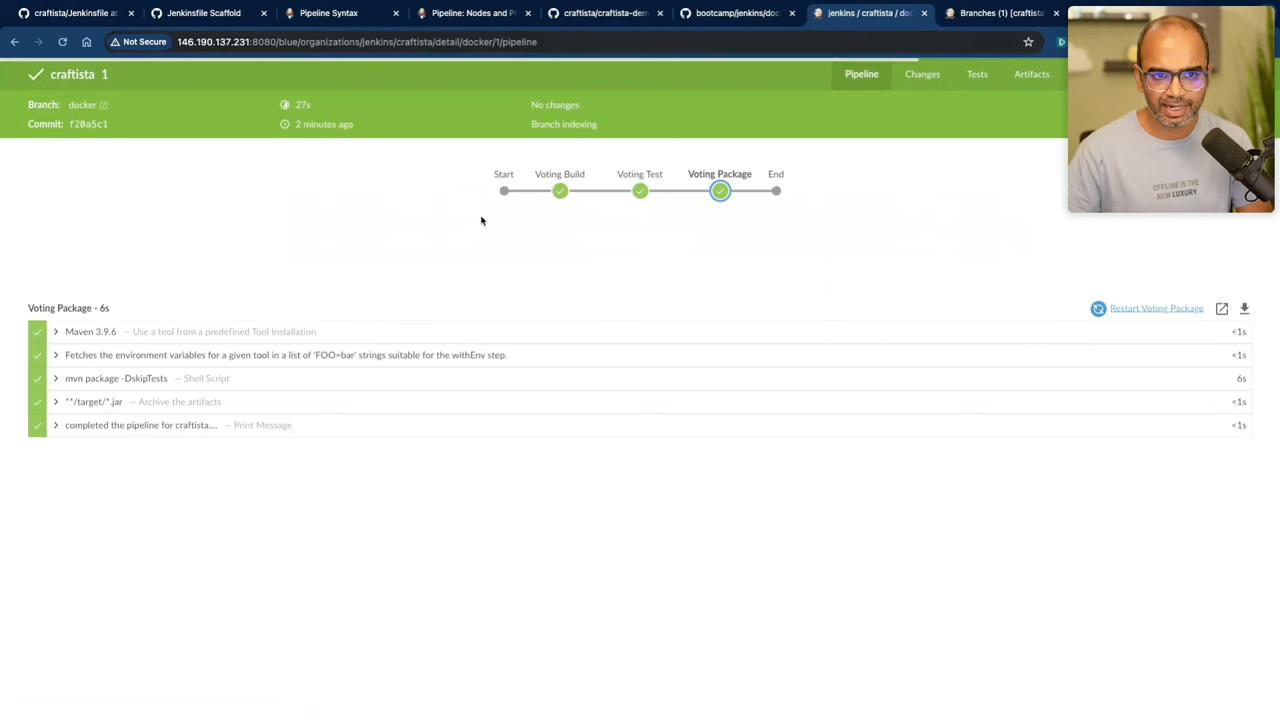 craftista/Jenkinsfile at
Jenkinsfile Scaffold
Pipeline Syntax
Pipeline: Nodes and P
craftista/craftista-dem
bootcamp/jenkins/doc
jenkins / craftista / doc
Branches (1) [craftista
Not Secure
146.190.137.231:8080/blue/organizations/jenkins/craftista/detail/docker/1/pipeline
craftista 1
Pipeline
Changes
Tests
Artifacts
Branch: docker
27s
No changes
Commit: f20a5c1
2 minutes ago
Branch indexing
Start
Voting Build
Voting Test
Voting Package
End
OFFLINE IS THE
NEW LUXURY
Voting Package - 6s
Restart Voting Package
Maven 3.9.6 — Use a tool from a predefined Tool Installation <1s
Fetches the environment variables for a given tool in a list of 'FOO=bar' strings suitable for the withEnv step. <1s
mvn package -DskipTests — Shell Script 6s
**/target/*.jar — Archive the artifacts <1s
completed the pipeline for craftista.... — Print Message <1s